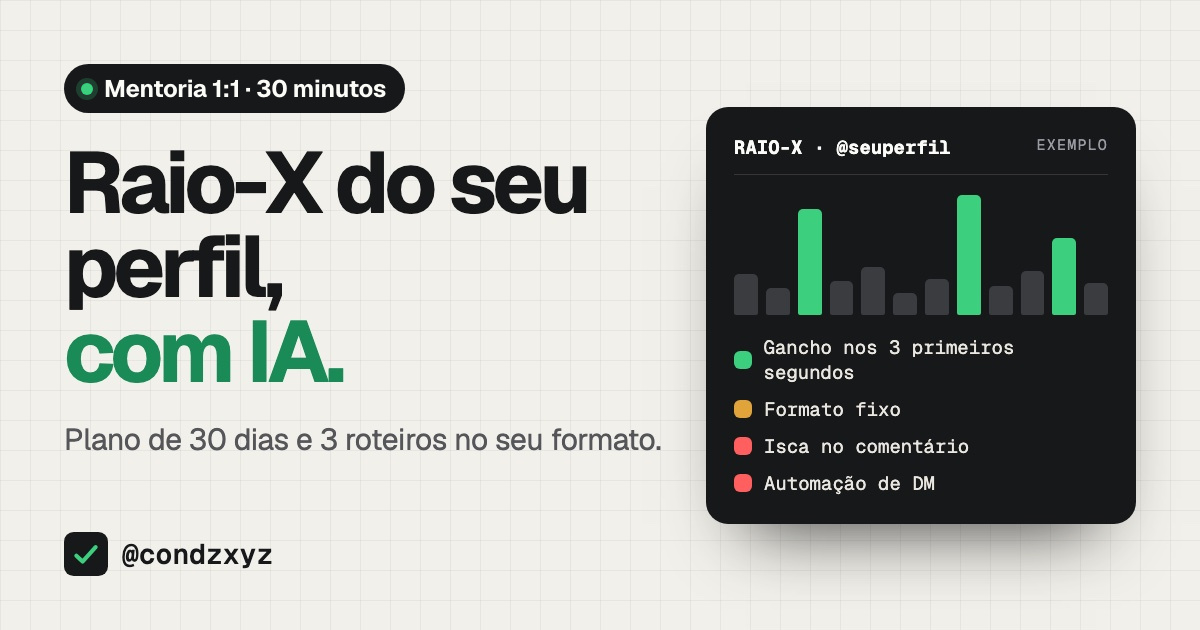 Mentoria 1:1 · 30 minutos
Raio-X do seu
perfil,
com IA.
Plano de 30 dias e 3 roteiros no seu formato.
@condzxyz
RAIO-X · @seuperfil
EXEMPLO
Gancho nos 3 primeiros
segundos
Formato fixo
Isca no comentário
Automação de DM